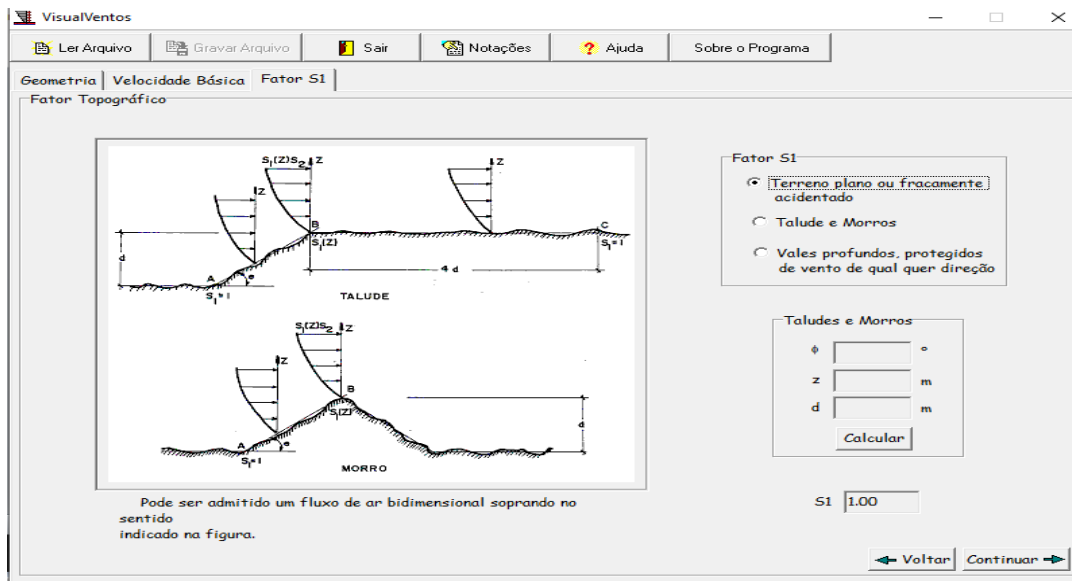 VisualVentos
Ler Arquivo Gravar Arquivo Sair Notações Ajuda Sobre o Programa
Geometria Velocidade Básica Fator S1
Fator Topográfico
S1(Z)S2 Z
Z
Z
B
C
S1(Z)
S1=1
d
4 d
A
θ
S1=1
TALUDE
S1(Z)S2 Z
Z
B
S1(Z)
d
A
θ
S1=1
MORRO
Pode ser admitido um fluxo de ar bidimensional soprando no
sentido
indicado na figura.
Fator S1
Terreno plano ou fracamente
acidentado
Talude e Morros
Vales profundos, protegidos
de vento de qual quer direção
Taludes e Morros
ϕ °
z m
d m
Calcular
S1 1.00
Voltar Continuar